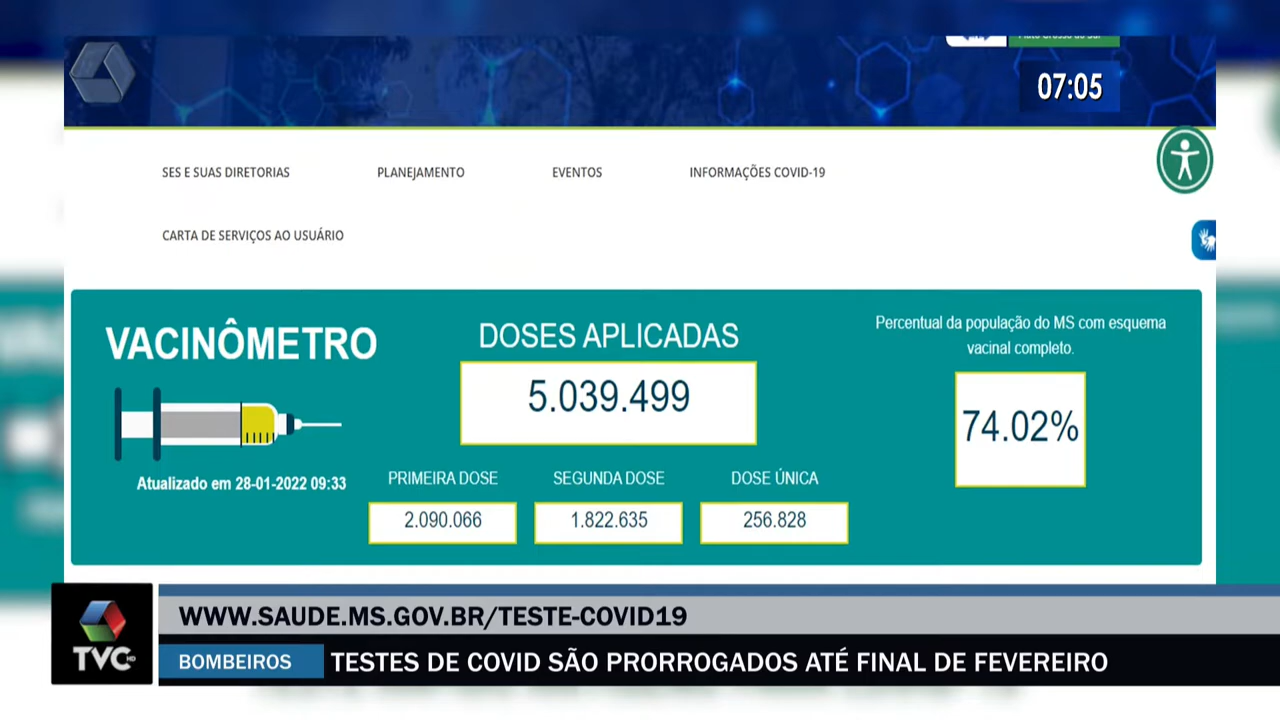 07:05
SES E SUAS DIRETORIAS
PLANEJAMENTO
EVENTOS
INFORMAÇÕES COVID-19
CARTA DE SERVIÇOS AO USUÁRIO
VACINÔMETRO
Atualizado em 28-01-2022 09:33
DOSES APLICADAS
5.039.499
PRIMEIRA DOSE
2.090.066
SEGUNDA DOSE
1.822.635
DOSE ÚNICA
256.828
Percentual da população do MS com esquema
vacinal completo.
74.02%
WWW.SAUDE.MS.GOV.BR/TESTE-COVID19
TVC HD
BOMBEIROS
TESTES DE COVID SÃO PRORROGADOS ATÉ FINAL DE FEVEREIRO